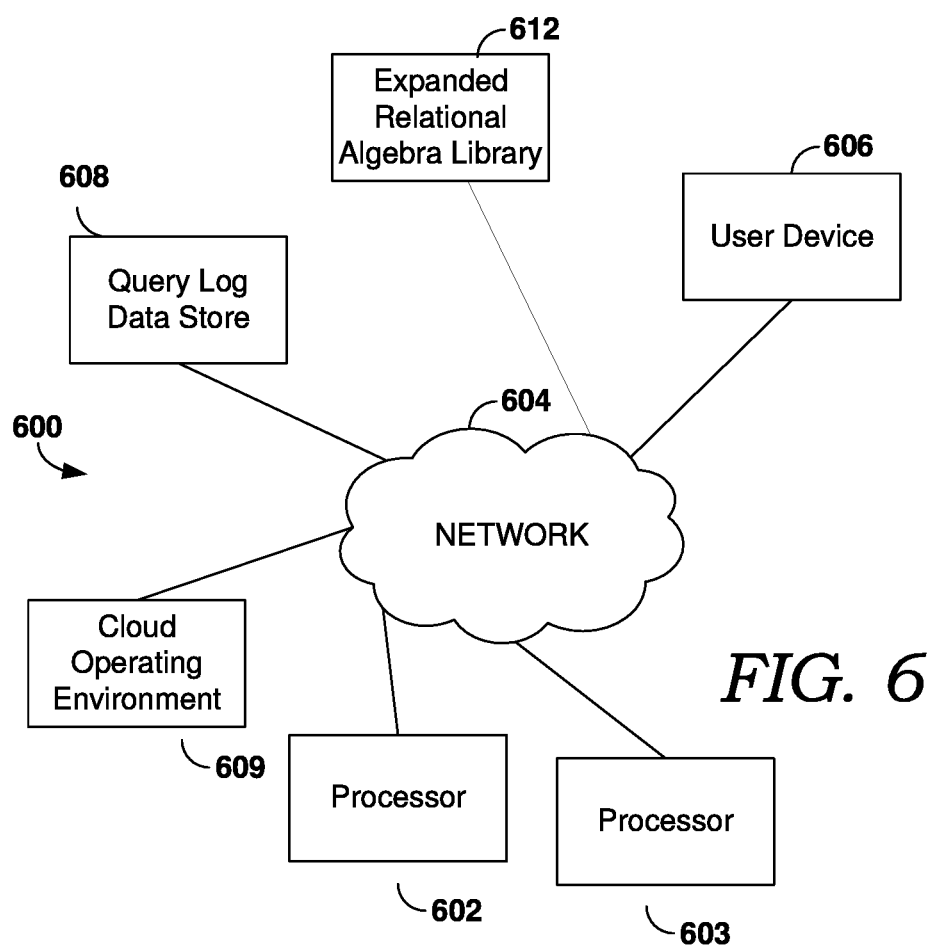 612
Expanded
Relational
Algebra Library
606
User Device
608
Query Log
Data Store
604
600
NETWORK
Cloud
Operating
Environment
609
FIG. 6
Processor
602
Processor
603